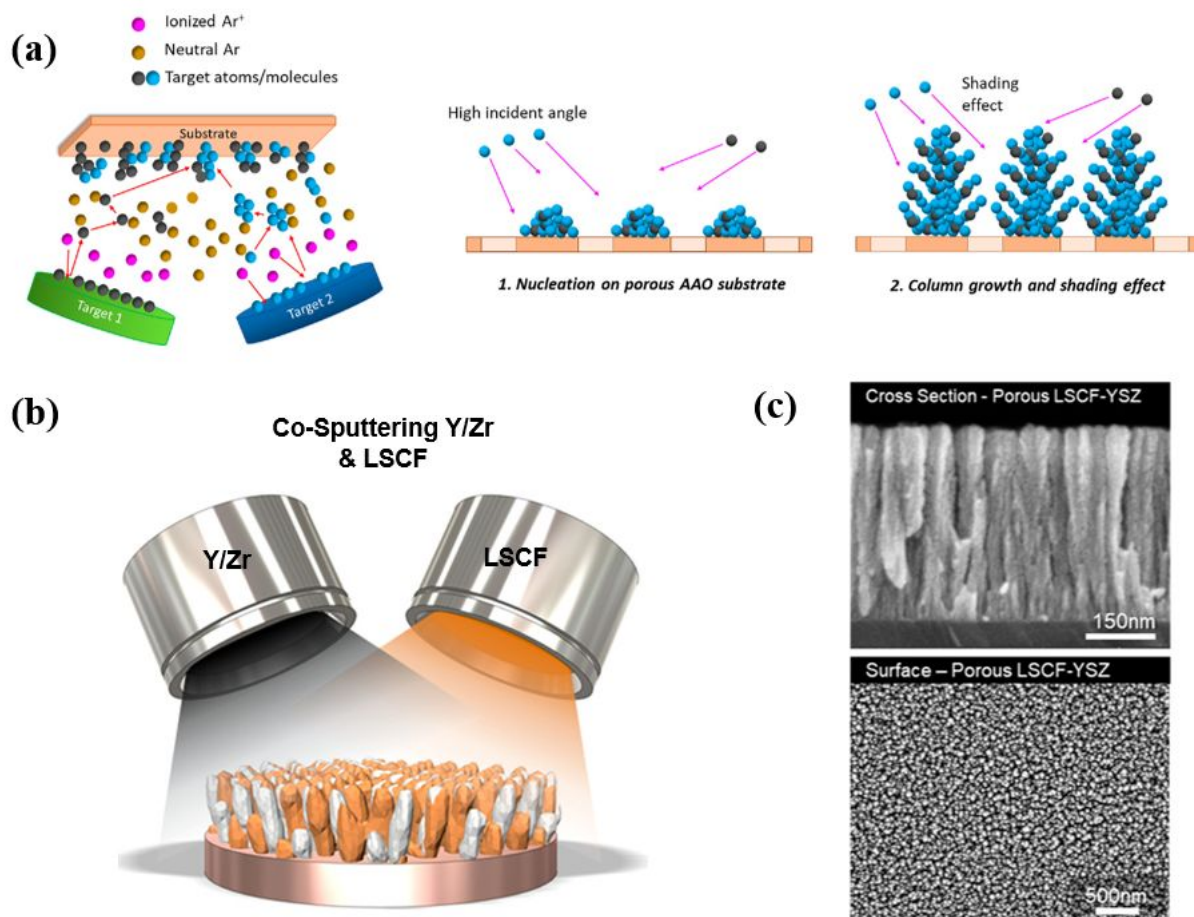 (a)
Ionized Ar⁺
Neutral Ar
Target atoms/molecules
Substrate
Target 1
Target 2
High incident angle
1. Nucleation on porous AAO substrate
Shading
effect
2. Column growth and shading effect
(b)
Co-Sputtering Y/Zr
& LSCF
Y/Zr
LSCF
(c)
Cross Section - Porous LSCF-YSZ
150nm
Surface – Porous LSCF-YSZ
500nm